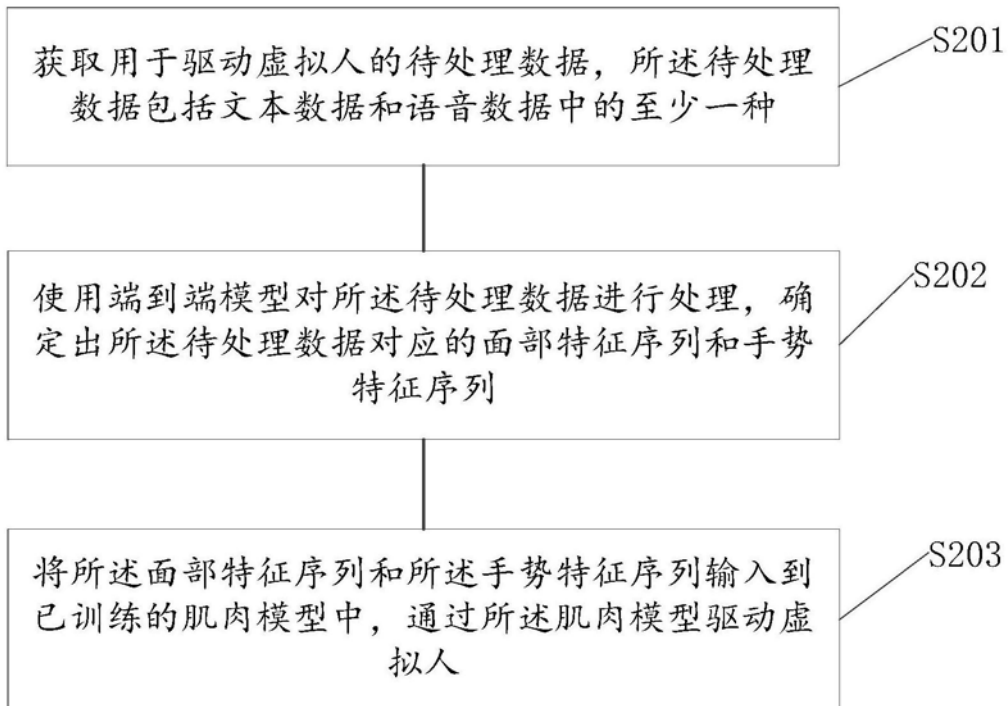 获取用于驱动虚拟人的待处理数据，所述待处理
数据包括文本数据和语音数据中的至少一种
S201
使用端到端模型对所述待处理数据进行处理，确
定出所述待处理数据对应的面部特征序列和手势
特征序列
S202
将所述面部特征序列和所述手势特征序列输入到
已训练的肌肉模型中，通过所述肌肉模型驱动虚
拟人
S203